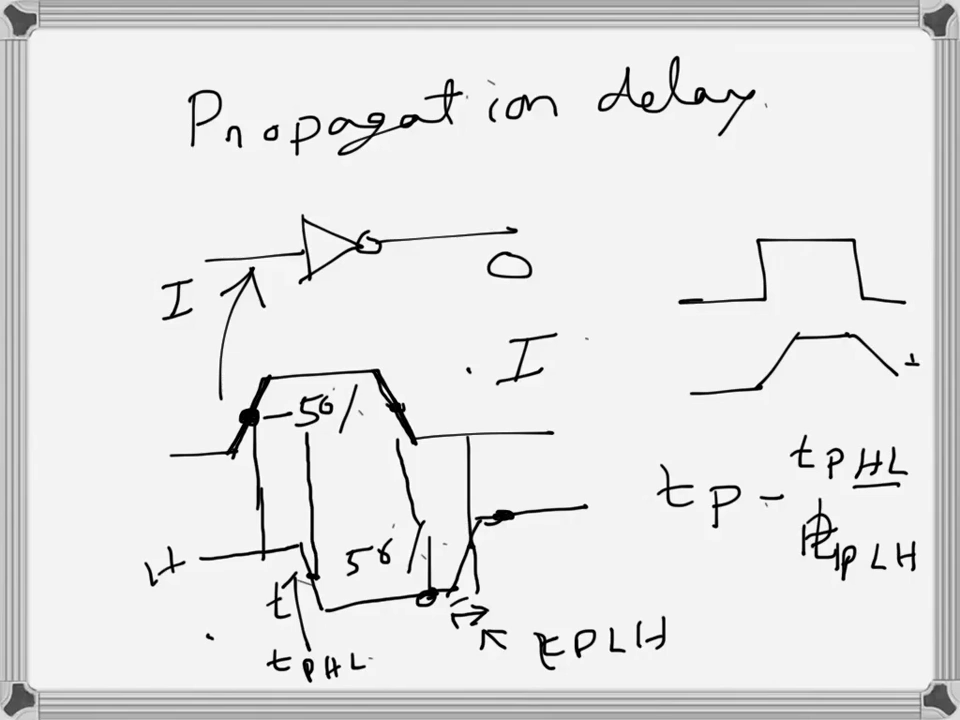 Propagation delay.
I
O
I
50/.
50/.
t
tPHL
tPLH
tp - tPHL
tPLH